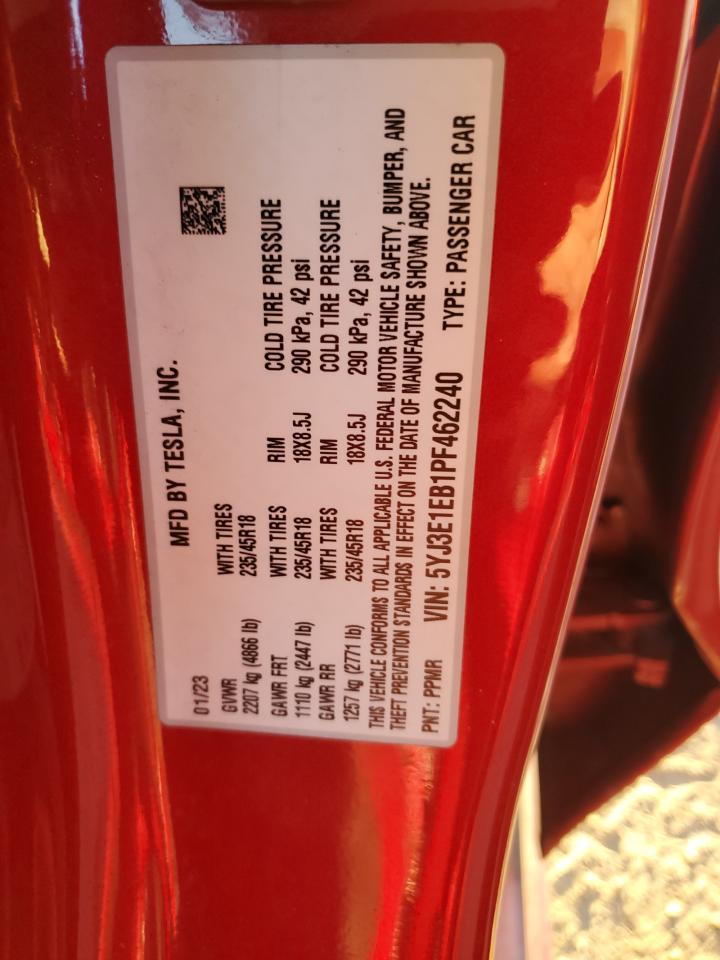 MFD BY TESLA, INC.
01/23
GVWR WITH TIRES
2207 kg (4866 lb) 235/45R18
GAWR FRT WITH TIRES RIM COLD TIRE PRESSURE
1110 kg (2447 lb) 235/45R18 18X8.5J 290 kPa, 42 psi
GAWR RR WITH TIRES RIM COLD TIRE PRESSURE
1257 kg (2771 lb) 235/45R18 18X8.5J 290 kPa, 42 psi
THIS VEHICLE CONFORMS TO ALL APPLICABLE U.S. FEDERAL MOTOR VEHICLE SAFETY, BUMPER, AND
THEFT PREVENTION STANDARDS IN EFFECT ON THE DATE OF MANUFACTURE SHOWN ABOVE.
PNT: PPMR VIN: 5YJ3E1EB1PF462240 TYPE: PASSENGER CAR